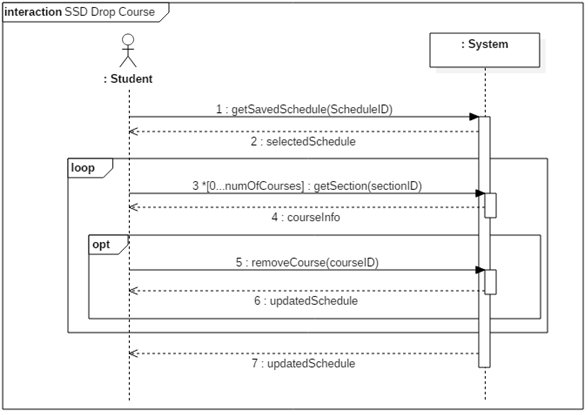 interaction SSD Drop Course
: Student
: System
1 : getSavedSchedule(ScheduleID)
2 : selectedSchedule
loop
3 *[0...numOfCourses] : getSection(sectionID)
4 : courseInfo
opt
5 : removeCourse(courseID)
6 : updatedSchedule
7 : updatedSchedule